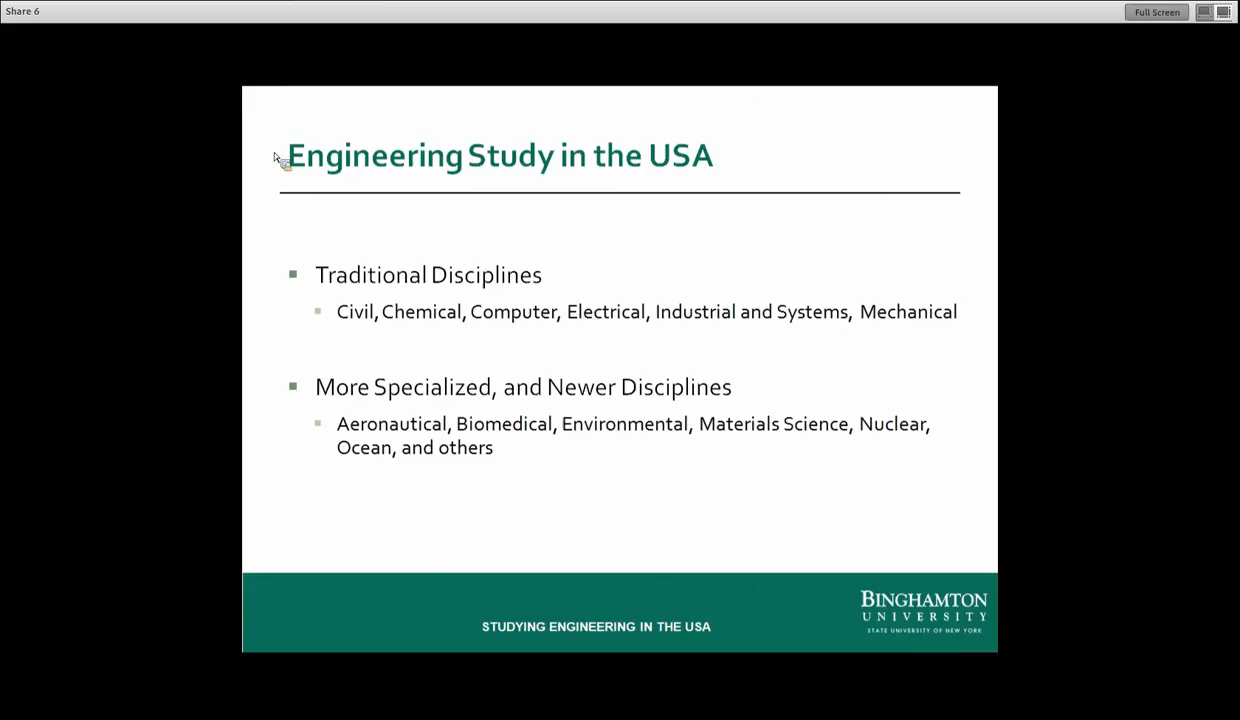 Share 6
Full Screen
Engineering Study in the USA
Traditional Disciplines
Civil, Chemical, Computer, Electrical, Industrial and Systems, Mechanical
More Specialized, and Newer Disciplines
Aeronautical, Biomedical, Environmental, Materials Science, Nuclear,
Ocean, and others
STUDYING ENGINEERING IN THE USA
BINGHAMTON
UNIVERSITY
STATE UNIVERSITY OF NEW YORK